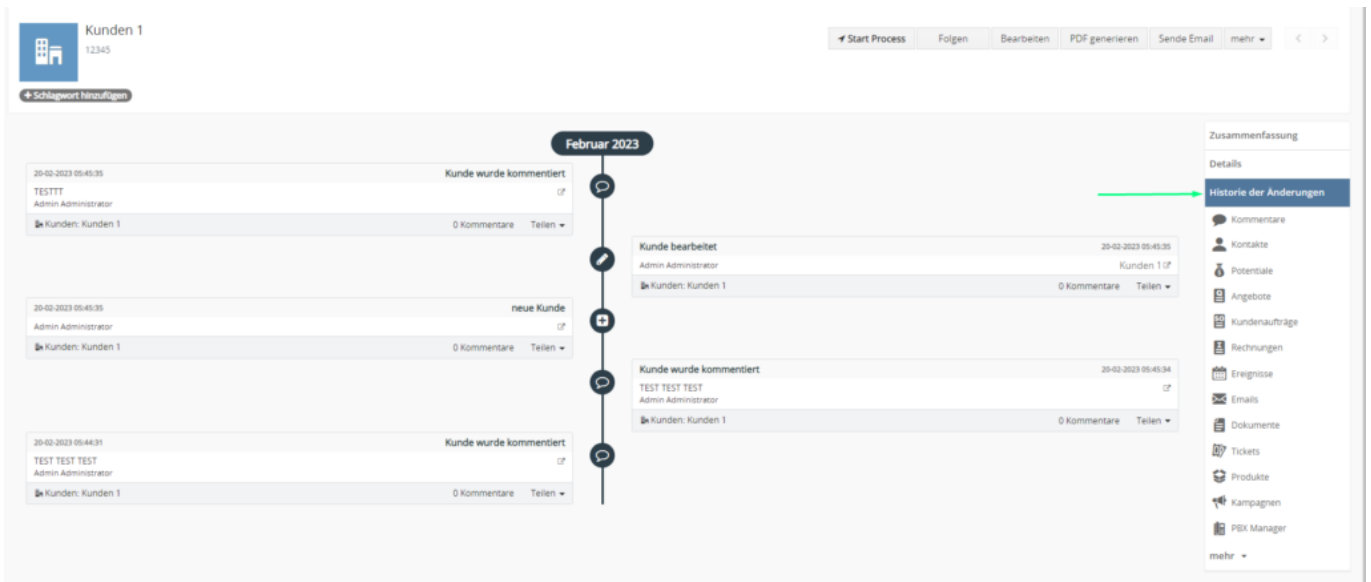 Kunden 1
12345
Start Process Folgen Bearbeiten PDF generieren Sende Email mehr
+ Schlagwort hinzufügen
Februar 2023
20-02-2023 05:45:35 Kunde wurde kommentiert
TESTTT
Admin Administrator
Kunden: Kunden 1 0 Kommentare Teilen
Kunde bearbeitet 20-02-2023 05:45:35
Admin Administrator Kunden 1
Kunden: Kunden 1 0 Kommentare Teilen
20-02-2023 05:45:35 neue Kunde
Admin Administrator
Kunden: Kunden 1 0 Kommentare Teilen
Kunde wurde kommentiert 20-02-2023 05:45:34
TEST TEST TEST
Admin Administrator
Kunden: Kunden 1 0 Kommentare Teilen
20-02-2023 05:44:31 Kunde wurde kommentiert
TEST TEST TEST
Admin Administrator
Kunden: Kunden 1 0 Kommentare Teilen
Zusammenfassung
Details
Historie der Änderungen
Kommentare
Kontakte
Potentiale
Angebote
Kundenaufträge
Rechnungen
Ereignisse
Emails
Dokumente
Tickets
Produkte
Kampagnen
PBX Manager
mehr